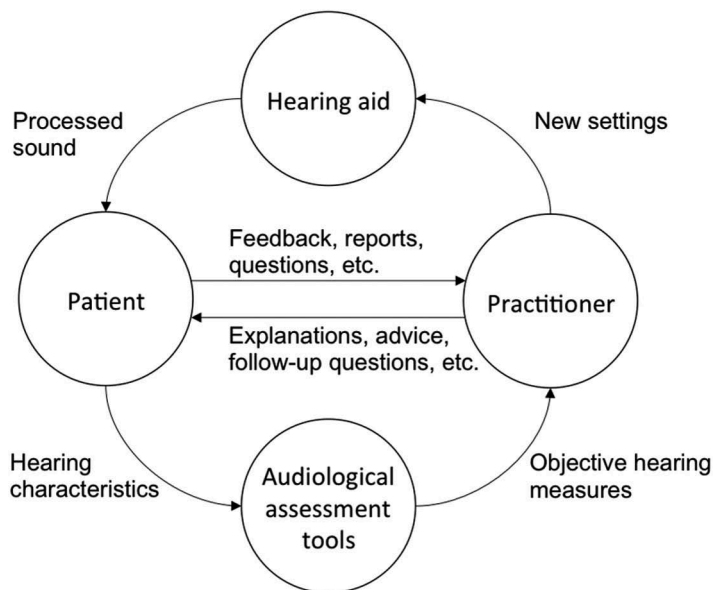 Hearing aid
Processed
sound
New settings
Feedback, reports,
questions, etc.
Patient
Practitioner
Explanations, advice,
follow-up questions, etc.
Hearing
characteristics
Audiological
assessment
tools
Objective hearing
measures